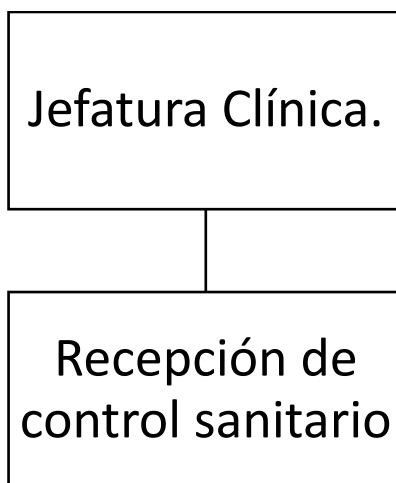 Jefatura Clínica.
Recepción de
control sanitario